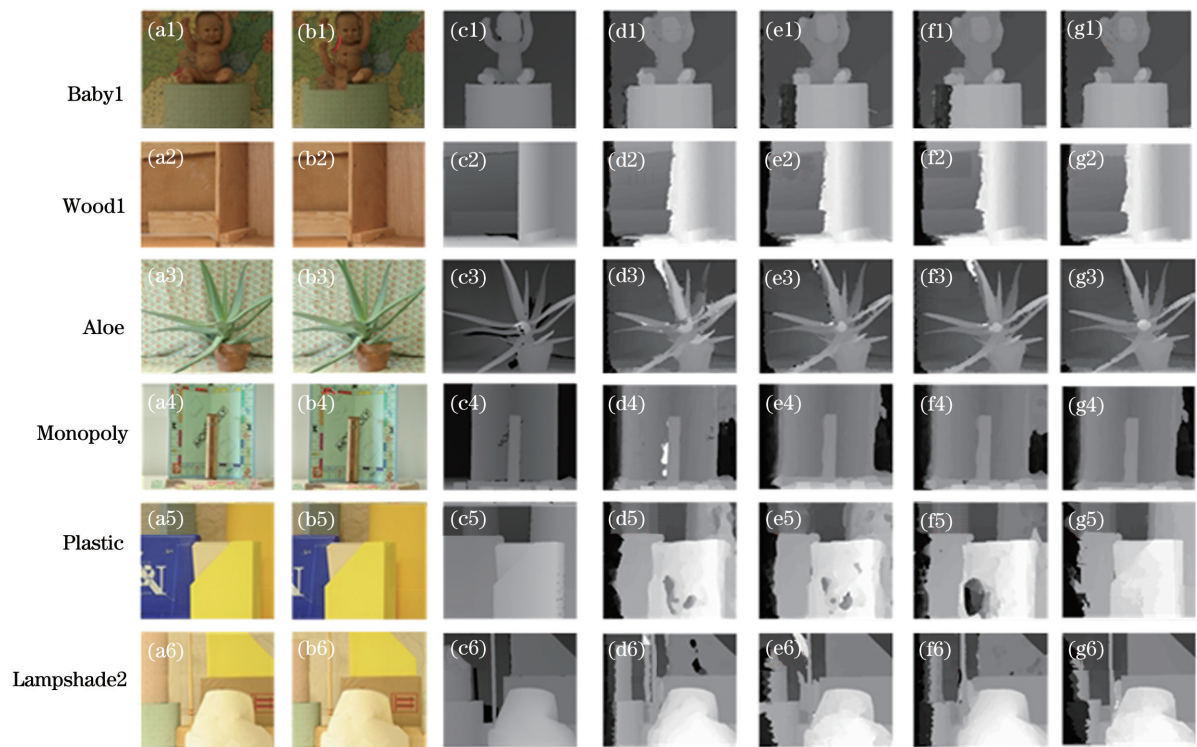 (a1) (b1) (c1) (d1) (e1) (f1) (g1)
Baby1
(a2) (b2) (c2) (d2) (e2) (f2) (g2)
Wood1
(a3) (b3) (c3) (d3) (e3) (f3) (g3)
Aloe
(a4) (b4) (c4) (d4) (e4) (f4) (g4)
Monopoly
(a5) (b5) (c5) (d5) (e5) (f5) (g5)
Plastic
(a6) (b6) (c6) (d6) (e6) (f6) (g6)
Lampshade2